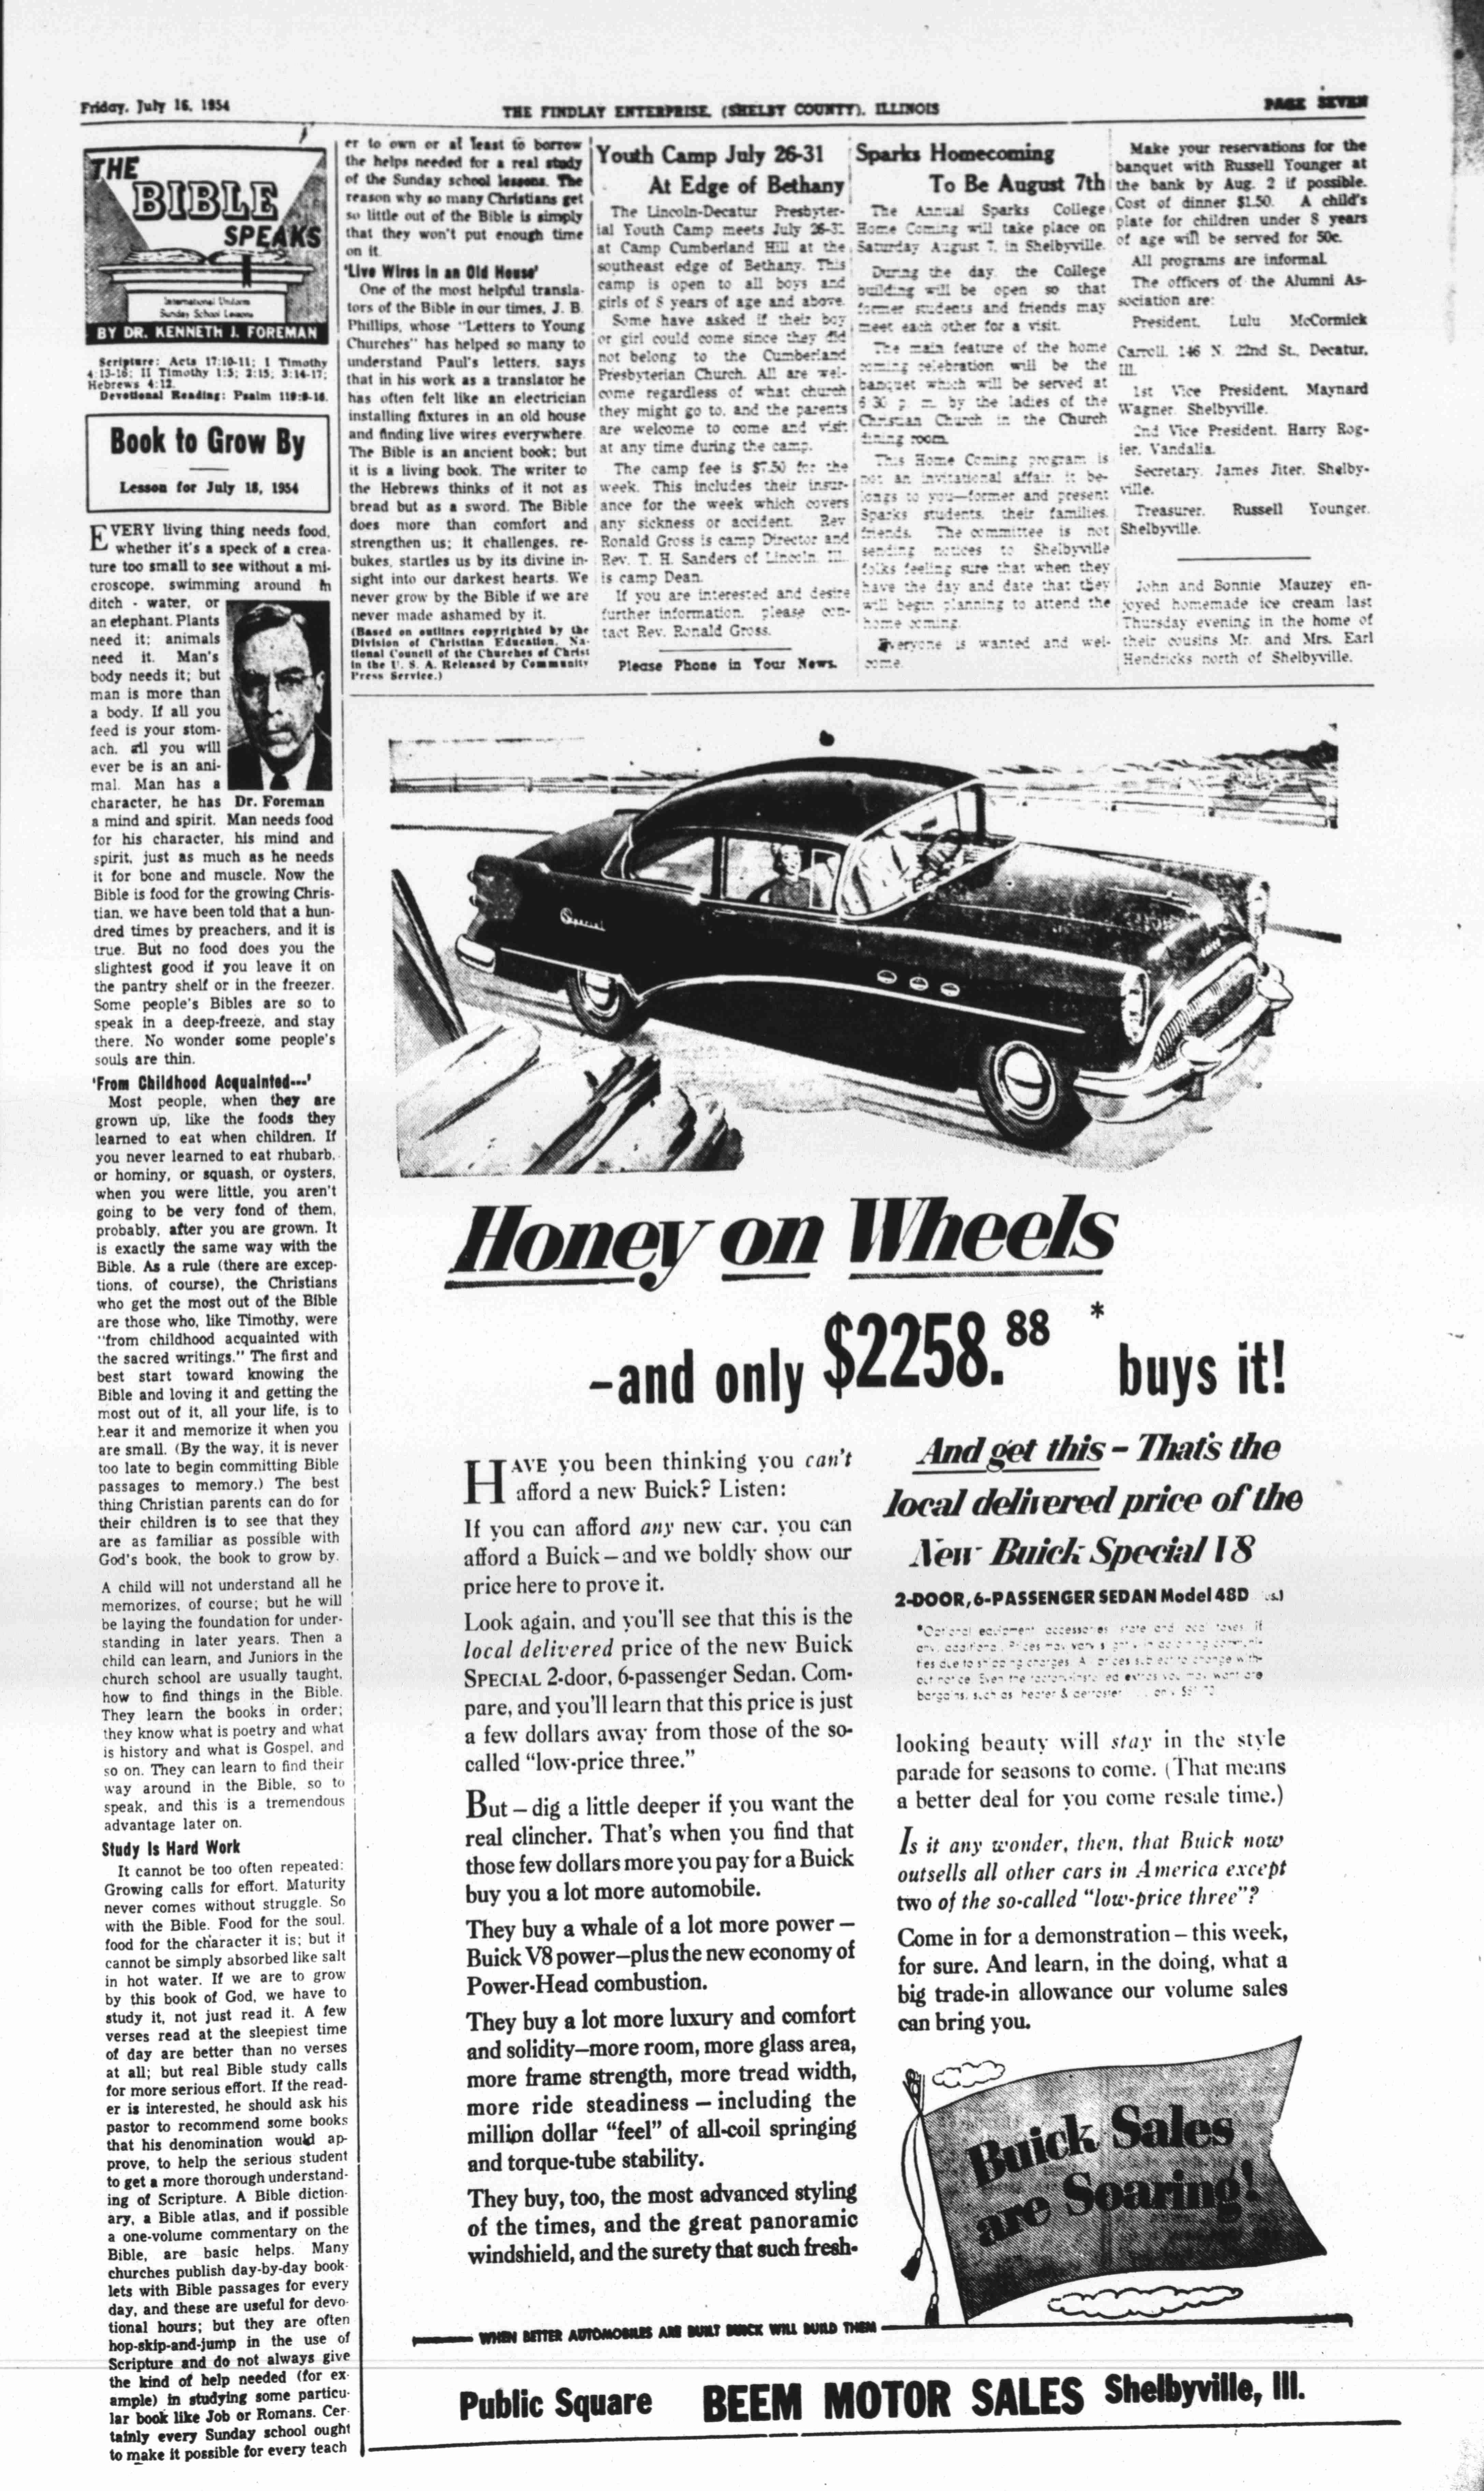 Friday, July 16, 1954
THE FINDLAY ENTERPRISE, (SHELBY COUNTY), ILLINOIS
PAGE SEVEN
THE
BIBLE
SPEAKS
International Uniform
Sunday School Lessons
BY DR. KENNETH J. FOREMAN
Scripture: Acts 17:10-11; I Timothy
4:13-16; II Timothy 1:5; 2:15; 3:14-17;
Hebrews 4:12.
Devotional Reading: Psalm 119:9-16.
Book to Grow By
Lesson for July 18, 1954
EVERY living thing needs food,
whether it's a speck of a crea-
ture too small to see without a mi-
croscope, swimming around in
ditch - water, or
an elephant. Plants
need it; animals
need it. Man's
body needs it; but
man is more than
a body. If all you
feed is your stom-
ach, all you will
ever be is an ani-
mal. Man has a
character, he has
Dr. Foreman
a mind and spirit. Man needs food
for his character, his mind and
spirit, just as much as he needs
it for bone and muscle. Now the
Bible is food for the growing Chris-
tian, we have been told that a hun-
dred times by preachers, and it is
true. But no food does you the
slightest good if you leave it on
the pantry shelf or in the freezer.
Some people's Bibles are so to
speak in a deep-freeze, and stay
there. No wonder some people's
souls are thin.
'From Childhood Acquainted---'
Most people, when they are
grown up, like the foods they
learned to eat when children. If
you never learned to eat rhubarb,
or hominy, or squash, or oysters,
when you were little, you aren't
going to be very fond of them,
probably, after you are grown. It
is exactly the same way with the
Bible. As a rule (there are excep-
tions, of course), the Christians
who get the most out of the Bible
are those who, like Timothy, were
"from childhood acquainted with
the sacred writings." The first and
best start toward knowing the
Bible and loving it and getting the
most out of it, all your life, is to
hear it and memorize it when you
are small. (By the way, it is never
too late to begin committing Bible
passages to memory.) The best
thing Christian parents can do for
their children is to see that they
are as familiar as possible with
God's book, the book to grow by.
A child will not understand all he
memorizes, of course; but he will
be laying the foundation for under-
standing in later years. Then a
child can learn, and Juniors in the
church school are usually taught,
how to find things in the Bible.
They learn the books in order;
they know what is poetry and what
is history and what is Gospel, and
so on. They can learn to find their
way around in the Bible, so to
speak, and this is a tremendous
advantage later on.
Study Is Hard Work
It cannot be too often repeated:
Growing calls for effort. Maturity
never comes without struggle. So
with the Bible. Food for the soul,
food for the character it is; but it
cannot be simply absorbed like salt
in hot water. If we are to grow
by this book of God, we have to
study it, not just read it. A few
verses read at the sleepiest time
of day are better than no verses
at all; but real Bible study calls
for more serious effort. If the read-
er is interested, he should ask his
pastor to recommend some books
that his denomination would ap-
prove, to help the serious student
to get a more thorough understand-
ing of Scripture. A Bible diction-
ary, a Bible atlas, and if possible
a one-volume commentary on the
Bible, are basic helps. Many
churches publish day-by-day book-
lets with Bible passages for every
day, and these are useful for devo-
tional hours; but they are often
hop-skip-and-jump in the use of
Scripture and do not always give
the kind of help needed (for ex-
ample) in studying some particu-
lar book like Job or Romans. Cer-
tainly every Sunday school ought
to make it possible for every teach
er to own or at least to borrow
the helps needed for a real study
of the Sunday school lessons. The
reason why so many Christians get
so little out of the Bible is simply
that they won't put enough time
on it.
'Live Wires in an Old House'
One of the most helpful transla-
tors of the Bible in our times, J. B.
Phillips, whose "Letters to Young
Churches" has helped so many to
understand Paul's letters, says
that in his work as a translator he
has often felt like an electrician
installing fixtures in an old house
and finding live wires everywhere.
The Bible is an ancient book; but
it is a living book. The writer to
the Hebrews thinks of it not as
bread but as a sword. The Bible
does more than comfort and
strengthen us; it challenges, re-
bukes, startles us by its divine in-
sight into our darkest hearts. We
never grow by the Bible if we are
never made ashamed by it.
(Based on outlines copyrighted by the
Division of Christian Education, Na-
tional Council of the Churches of Christ
in the U. S. A. Released by Community
Press Service.)
Youth Camp July 26-31
At Edge of Bethany
The Lincoln-Decatur Presbyter-
ial Youth Camp meets July 26-31
at Camp Cumberland Hill at the
southeast edge of Bethany. This
camp is open to all boys and
girls of 8 years of age and above.
Some have asked if their boy
or girl could come since they did
not belong to the Cumberland
Presbyterian Church. All are wel-
come regardless of what church
they might go to, and the parents
are welcome to come and visit
at any time during the camp.
The camp fee is $7.50 for the
week. This includes their insur-
ance for the week which covers
any sickness or accident. Rev
Ronald Gross is camp Director and
Rev. T. H. Sanders of Lincoln, Ill.
is camp Dean.
If you are interested and desire
further information, please con-
tact Rev. Ronald Gross.
Please Phone in Your News.
Sparks Homecoming
To Be August 7th
The Annual Sparks College
Home Coming will take place on
Saturday August 7, in Shelbyville.
During the day, the College
building will be open so that
former students and friends may
meet each other for a visit.
The main feature of the home
coming celebration will be the
banquet which will be served at
6:30 p. m. by the ladies of the
Christian Church in the Church
dining room.
This Home Coming program is
not an invitational affair, it be-
longs to you—former and present
Sparks students, their families,
friends. The committee is not
sending notices to Shelbyville
folks feeling sure that when they
have the day and date that they
will begin planning to attend the
home coming.
Everyone is wanted and wel-
come.
Make your reservations for the
banquet with Russell Younger at
the bank by Aug. 2 if possible.
Cost of dinner $1.50. A child's
plate for children under 8 years
of age will be served for 50c.
All programs are informal.
The officers of the Alumni As-
sociation are:
President, Lulu McCormick
Carroll, 146 N. 22nd St., Decatur,
Ill.
1st Vice President, Maynard
Wagner, Shelbyville.
2nd Vice President, Harry Rog-
ier, Vandalia.
Secretary, James Jiter, Shelby-
ville.
Treasurer, Russell Younger,
Shelbyville.
John and Bonnie Mauzey en-
joyed homemade ice cream last
Thursday evening in the home of
their cousins Mr. and Mrs. Earl
Hendricks north of Shelbyville.
Special
Honey on Wheels
–and only $2258.88* buys it!
HAVE you been thinking you can't
afford a new Buick? Listen:
If you can afford any new car, you can
afford a Buick – and we boldly show our
price here to prove it.
Look again, and you'll see that this is the
local delivered price of the new Buick
SPECIAL 2-door, 6-passenger Sedan. Com-
pare, and you'll learn that this price is just
a few dollars away from those of the so-
called "low-price three."
But – dig a little deeper if you want the
real clincher. That's when you find that
those few dollars more you pay for a Buick
buy you a lot more automobile.
They buy a whale of a lot more power –
Buick V8 power–plus the new economy of
Power-Head combustion.
They buy a lot more luxury and comfort
and solidity–more room, more glass area,
more frame strength, more tread width,
more ride steadiness – including the
million dollar "feel" of all-coil springing
and torque-tube stability.
They buy, too, the most advanced styling
of the times, and the great panoramic
windshield, and the surety that such fresh-
And get this – That's the
local delivered price of the
New Buick Special V8
2-DOOR, 6-PASSENGER SEDAN Model 48D
*Optional equipment, accessories, state and local taxes, if
any, additional. Prices may vary slightly in adjoining communi-
ties due to shipping charges. All prices subject to change with-
out notice. Even the factory-installed extras you may want are
bargains, such as heater & defroster . . . only
looking beauty will stay in the style
parade for seasons to come. (That means
a better deal for you come resale time.)
Is it any wonder, then, that Buick now
outsells all other cars in America except
two of the so-called "low-price three"?
Come in for a demonstration – this week,
for sure. And learn, in the doing, what a
big trade-in allowance our volume sales
can bring you.
Buick Sales
are Soaring!
WHEN BETTER AUTOMOBILES ARE BUILT BUICK WILL BUILD THEM
Public Square BEEM MOTOR SALES Shelbyville, Ill.